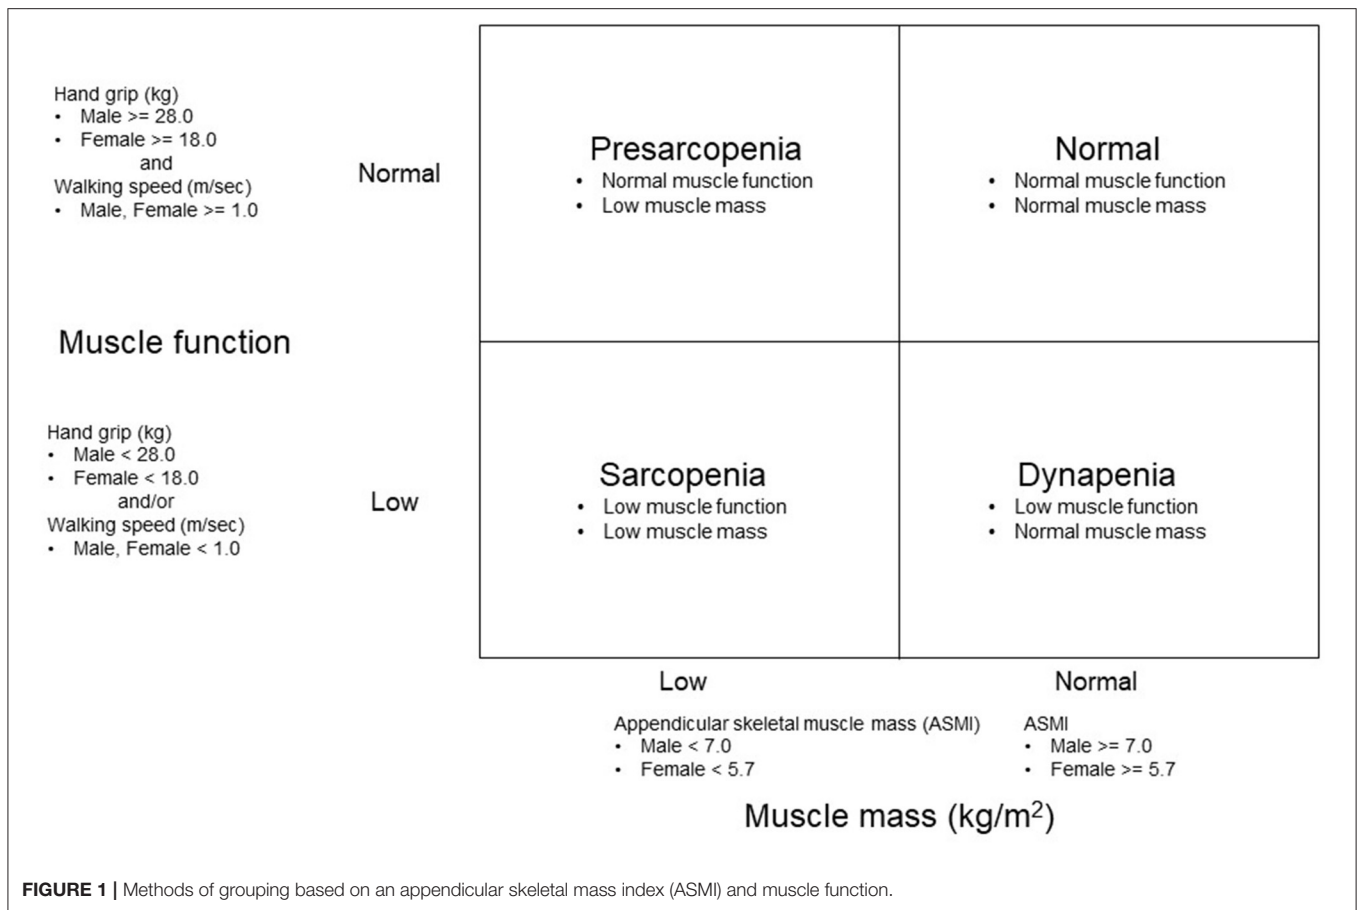 Hand grip (kg)
• Male >= 28.0
• Female >= 18.0
and
Walking speed (m/sec)
• Male, Female >= 1.0
Normal
Presarcopenia
• Normal muscle function
• Low muscle mass
Normal
• Normal muscle function
• Normal muscle mass
Muscle function
Hand grip (kg)
• Male < 28.0
• Female < 18.0
and/or
Walking speed (m/sec)
• Male, Female < 1.0
Low
Sarcopenia
• Low muscle function
• Low muscle mass
Dynapenia
• Low muscle function
• Normal muscle mass
Low
Appendicular skeletal muscle mass (ASMI)
• Male < 7.0
• Female < 5.7
Normal
ASMI
• Male >= 7.0
• Female >= 5.7
Muscle mass (kg/m²)
FIGURE 1 | Methods of grouping based on an appendicular skeletal mass index (ASMI) and muscle function.